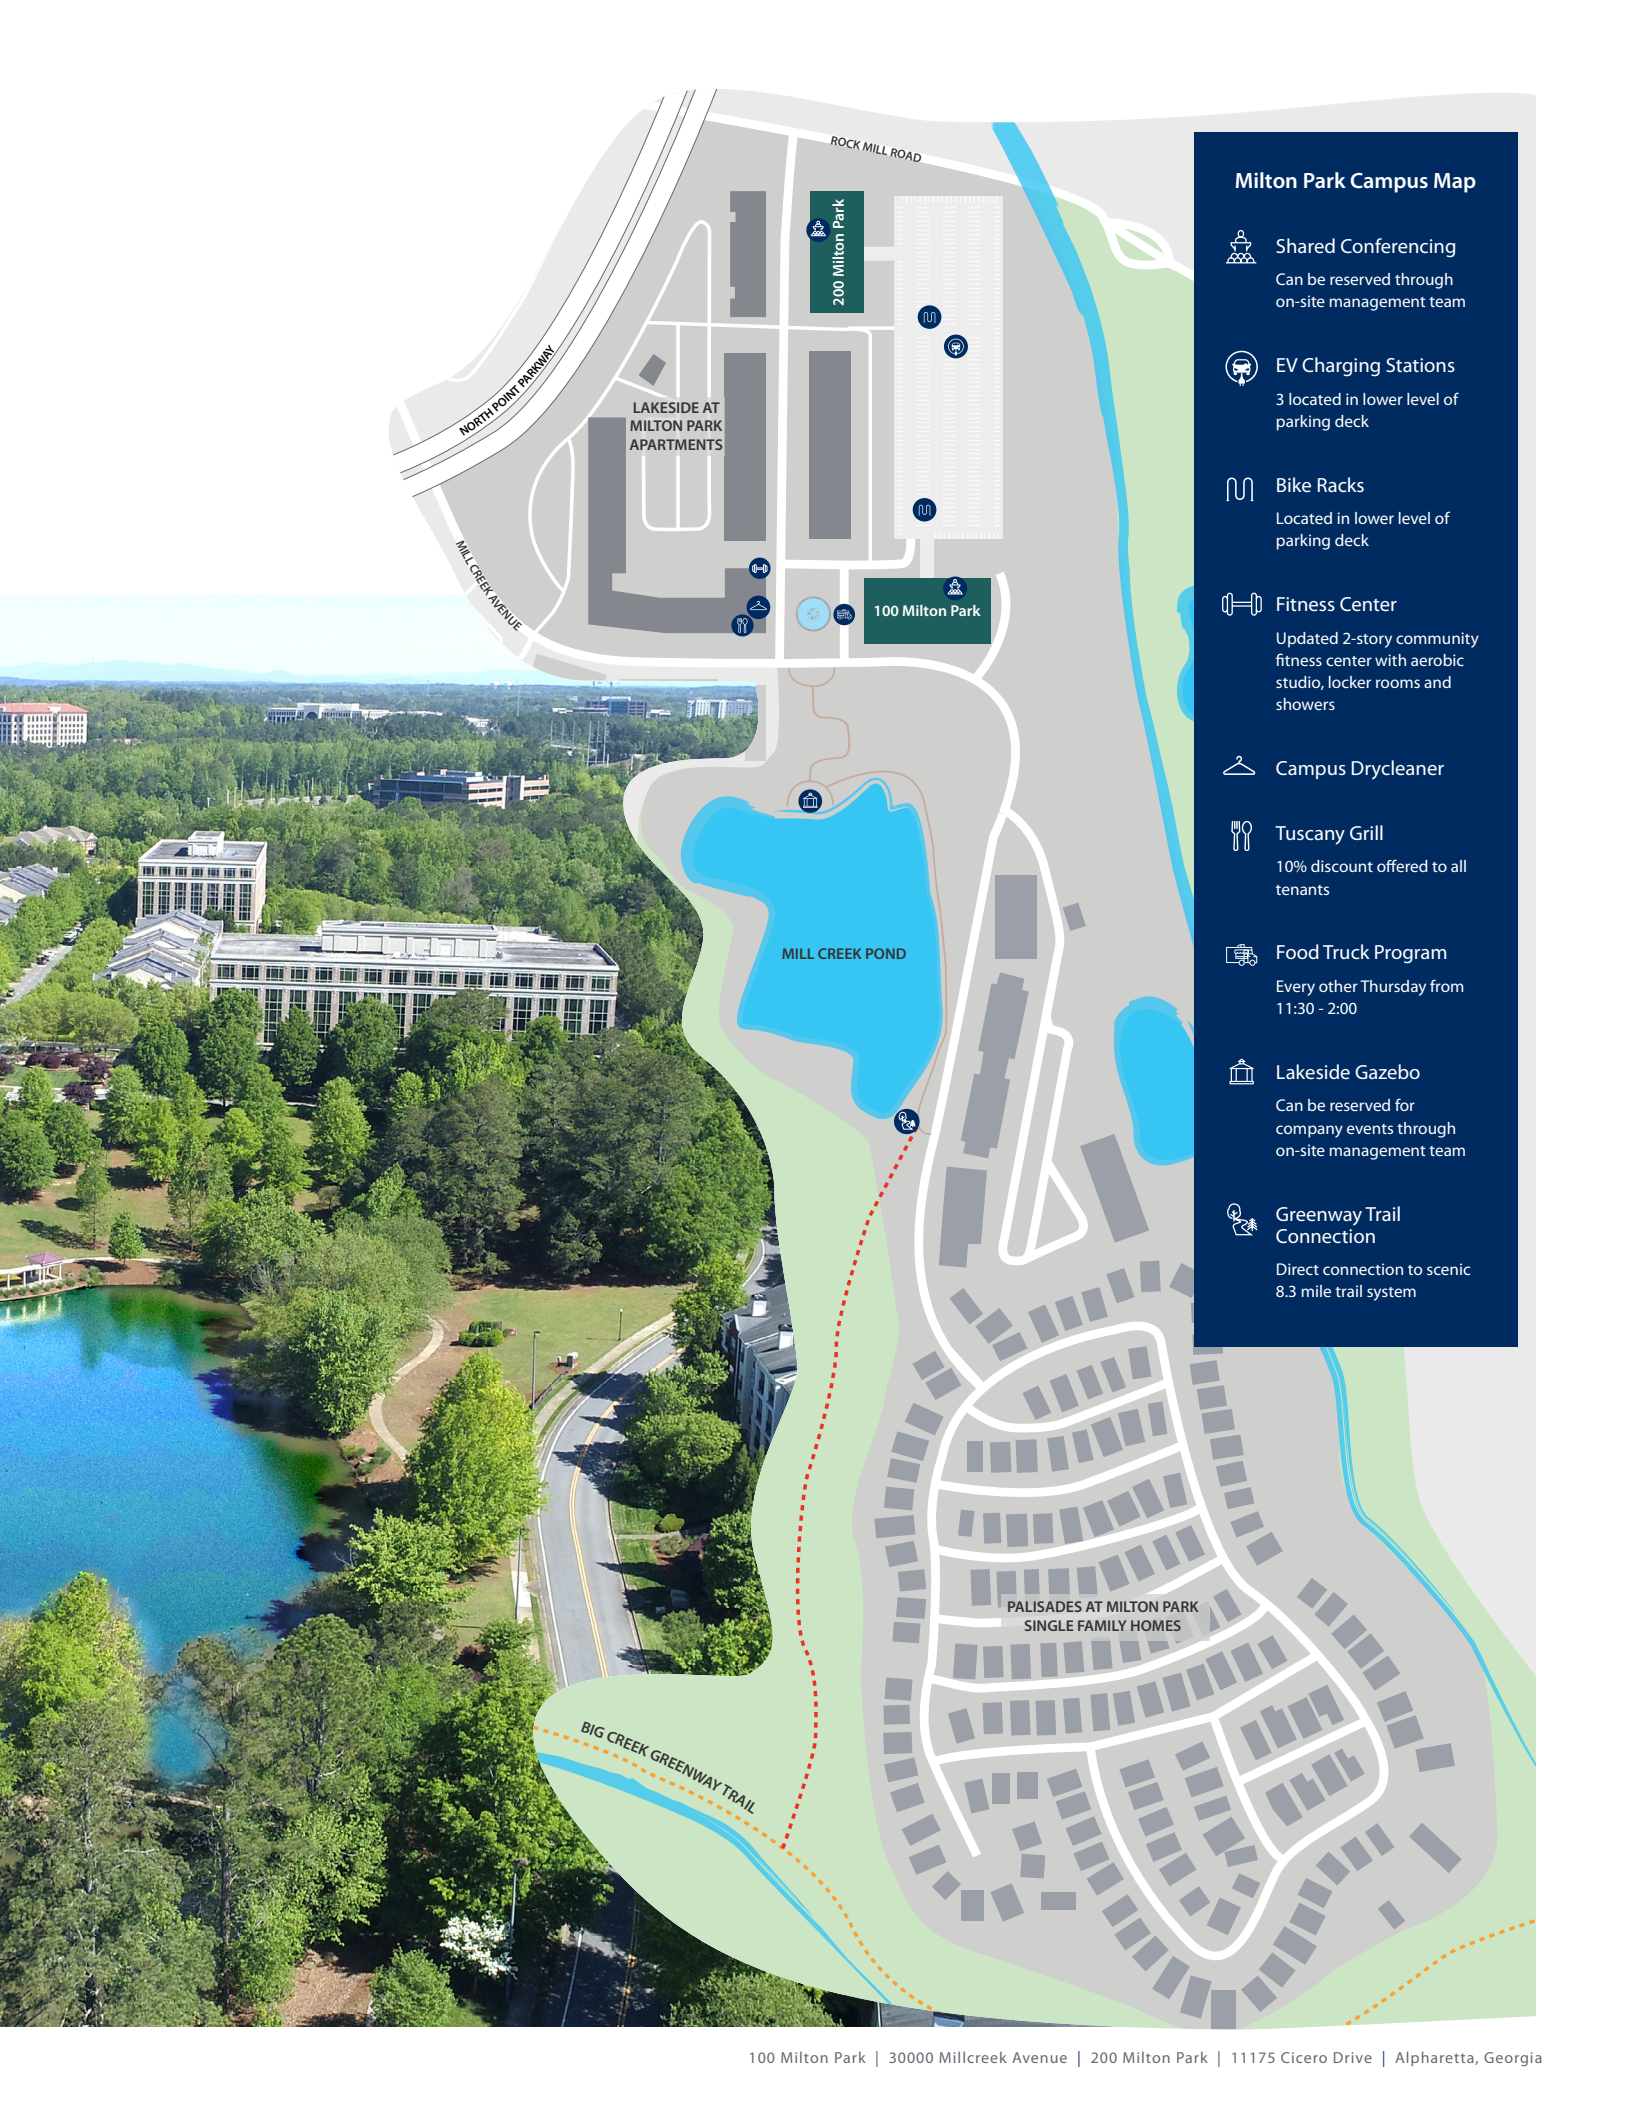 ROCK MILL ROAD
200 Milton Park
NORTH POINT PARKWAY
LAKESIDE AT
MILTON PARK
APARTMENTS
MILL CREEK AVENUE
100 Milton Park
MILL CREEK POND
PALISADES AT MILTON PARK
SINGLE FAMILY HOMES
BIG CREEK GREENWAY TRAIL
Milton Park Campus Map
Shared Conferencing
Can be reserved through
on-site management team
EV Charging Stations
3 located in lower level of
parking deck
Bike Racks
Located in lower level of
parking deck
Fitness Center
Updated 2-story community
fitness center with aerobic
studio, locker rooms and
showers
Campus Drycleaner
Tuscany Grill
10% discount offered to all
tenants
Food Truck Program
Every other Thursday from
11:30 - 2:00
Lakeside Gazebo
Can be reserved for
company events through
on-site management team
Greenway Trail
Connection
Direct connection to scenic
8.3 mile trail system
100 Milton Park | 30000 Millcreek Avenue | 200 Milton Park | 11175 Cicero Drive | Alpharetta, Georgia